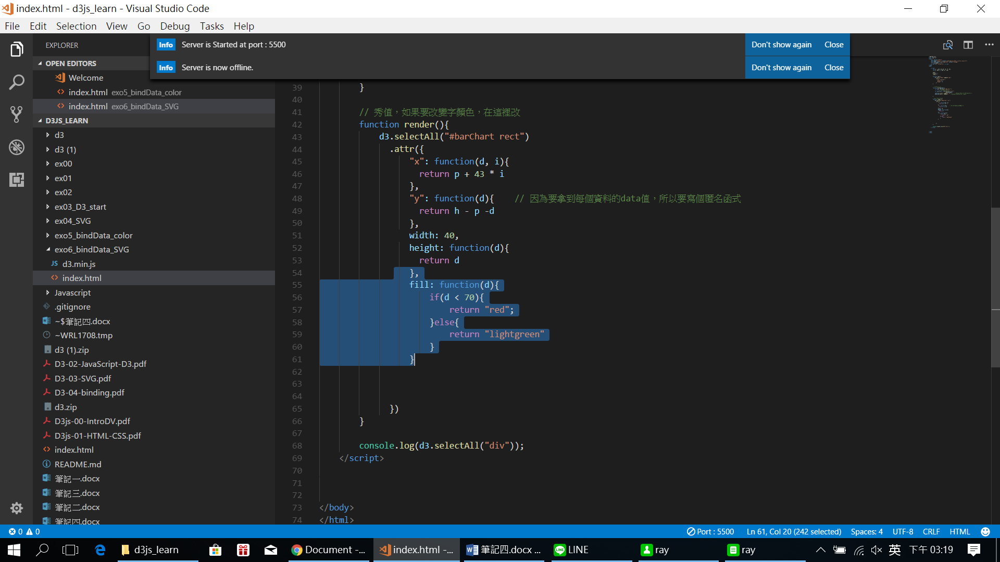 index.html - d3js_learn - Visual Studio Code
File Edit Selection View Go Debug Tasks Help
EXPLORER
Info Server is Started at port : 5500 Don't show again Close
Info Server is now offline. Don't show again Close
OPEN EDITORS
Welcome
index.html exo5_bindData_color
index.html exo6_bindData_SVG
D3JS_LEARN
d3
d3 (1)
ex00
ex01
ex02
ex03_D3_start
ex04_SVG
exo5_bindData_color
exo6_bindData_SVG
JS d3.min.js
index.html
Javascript
.gitignore
~$筆記四.docx
~WRL1708.tmp
d3 (1).zip
D3-02-JavaScript-D3.pdf
D3-03-SVG.pdf
D3-04-binding.pdf
d3.zip
D3js-00-IntroDV.pdf
D3js-01-HTML-CSS.pdf
index.html
README.md
筆記一.docx
筆記三.docx
筆記二.docx
筆記四.docx
39 }
40
41 // 秀值，如果要改變字顏色，在這裡改
42 function render(){
43 d3.selectAll("#barChart rect")
44 .attr({
45 "x": function(d, i){
46 return p + 43 * i
47 },
48 "y": function(d){ // 因為要拿到每個資料的data值，所以要寫個匿名函式
49 return h - p -d
50 },
51 width: 40,
52 height: function(d){
53 return d
54 },
55 fill: function(d){
56 if(d < 70){
57 return "red";
58 }else{
59 return "lightgreen"
60 }
61 }
62
63
64
65 })
66 }
67
68 console.log(d3.selectAll("div"));
69 </script>
70
71
72
73 </body>
74 </html>
0 0 Port : 5500 Ln 61, Col 20 (242 selected) Spaces: 4 UTF-8 CRLF HTML
d3js_learn Document -... index.html -... 筆記四.docx ... LINE ray ray 英 下午 03:19